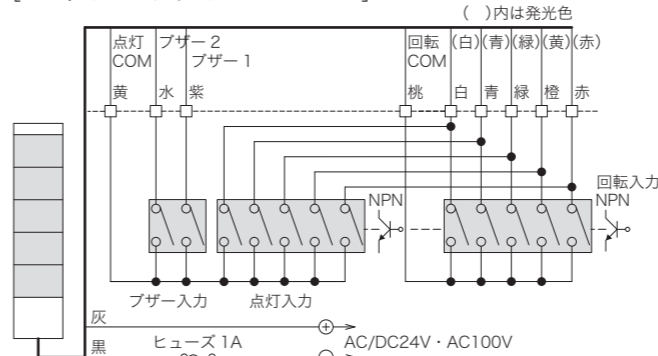 ( )内は発光色
点灯 ブザー 2 回転 (白)(青)(緑)(黄)(赤)
COM ブザー 1 COM
黄 水 紫 桃 白 青 緑 橙 赤
回転入力
NPN NPN
ブザー入力 点灯入力
灰
黒 ヒューズ 1A AC/DC24V・AC100V